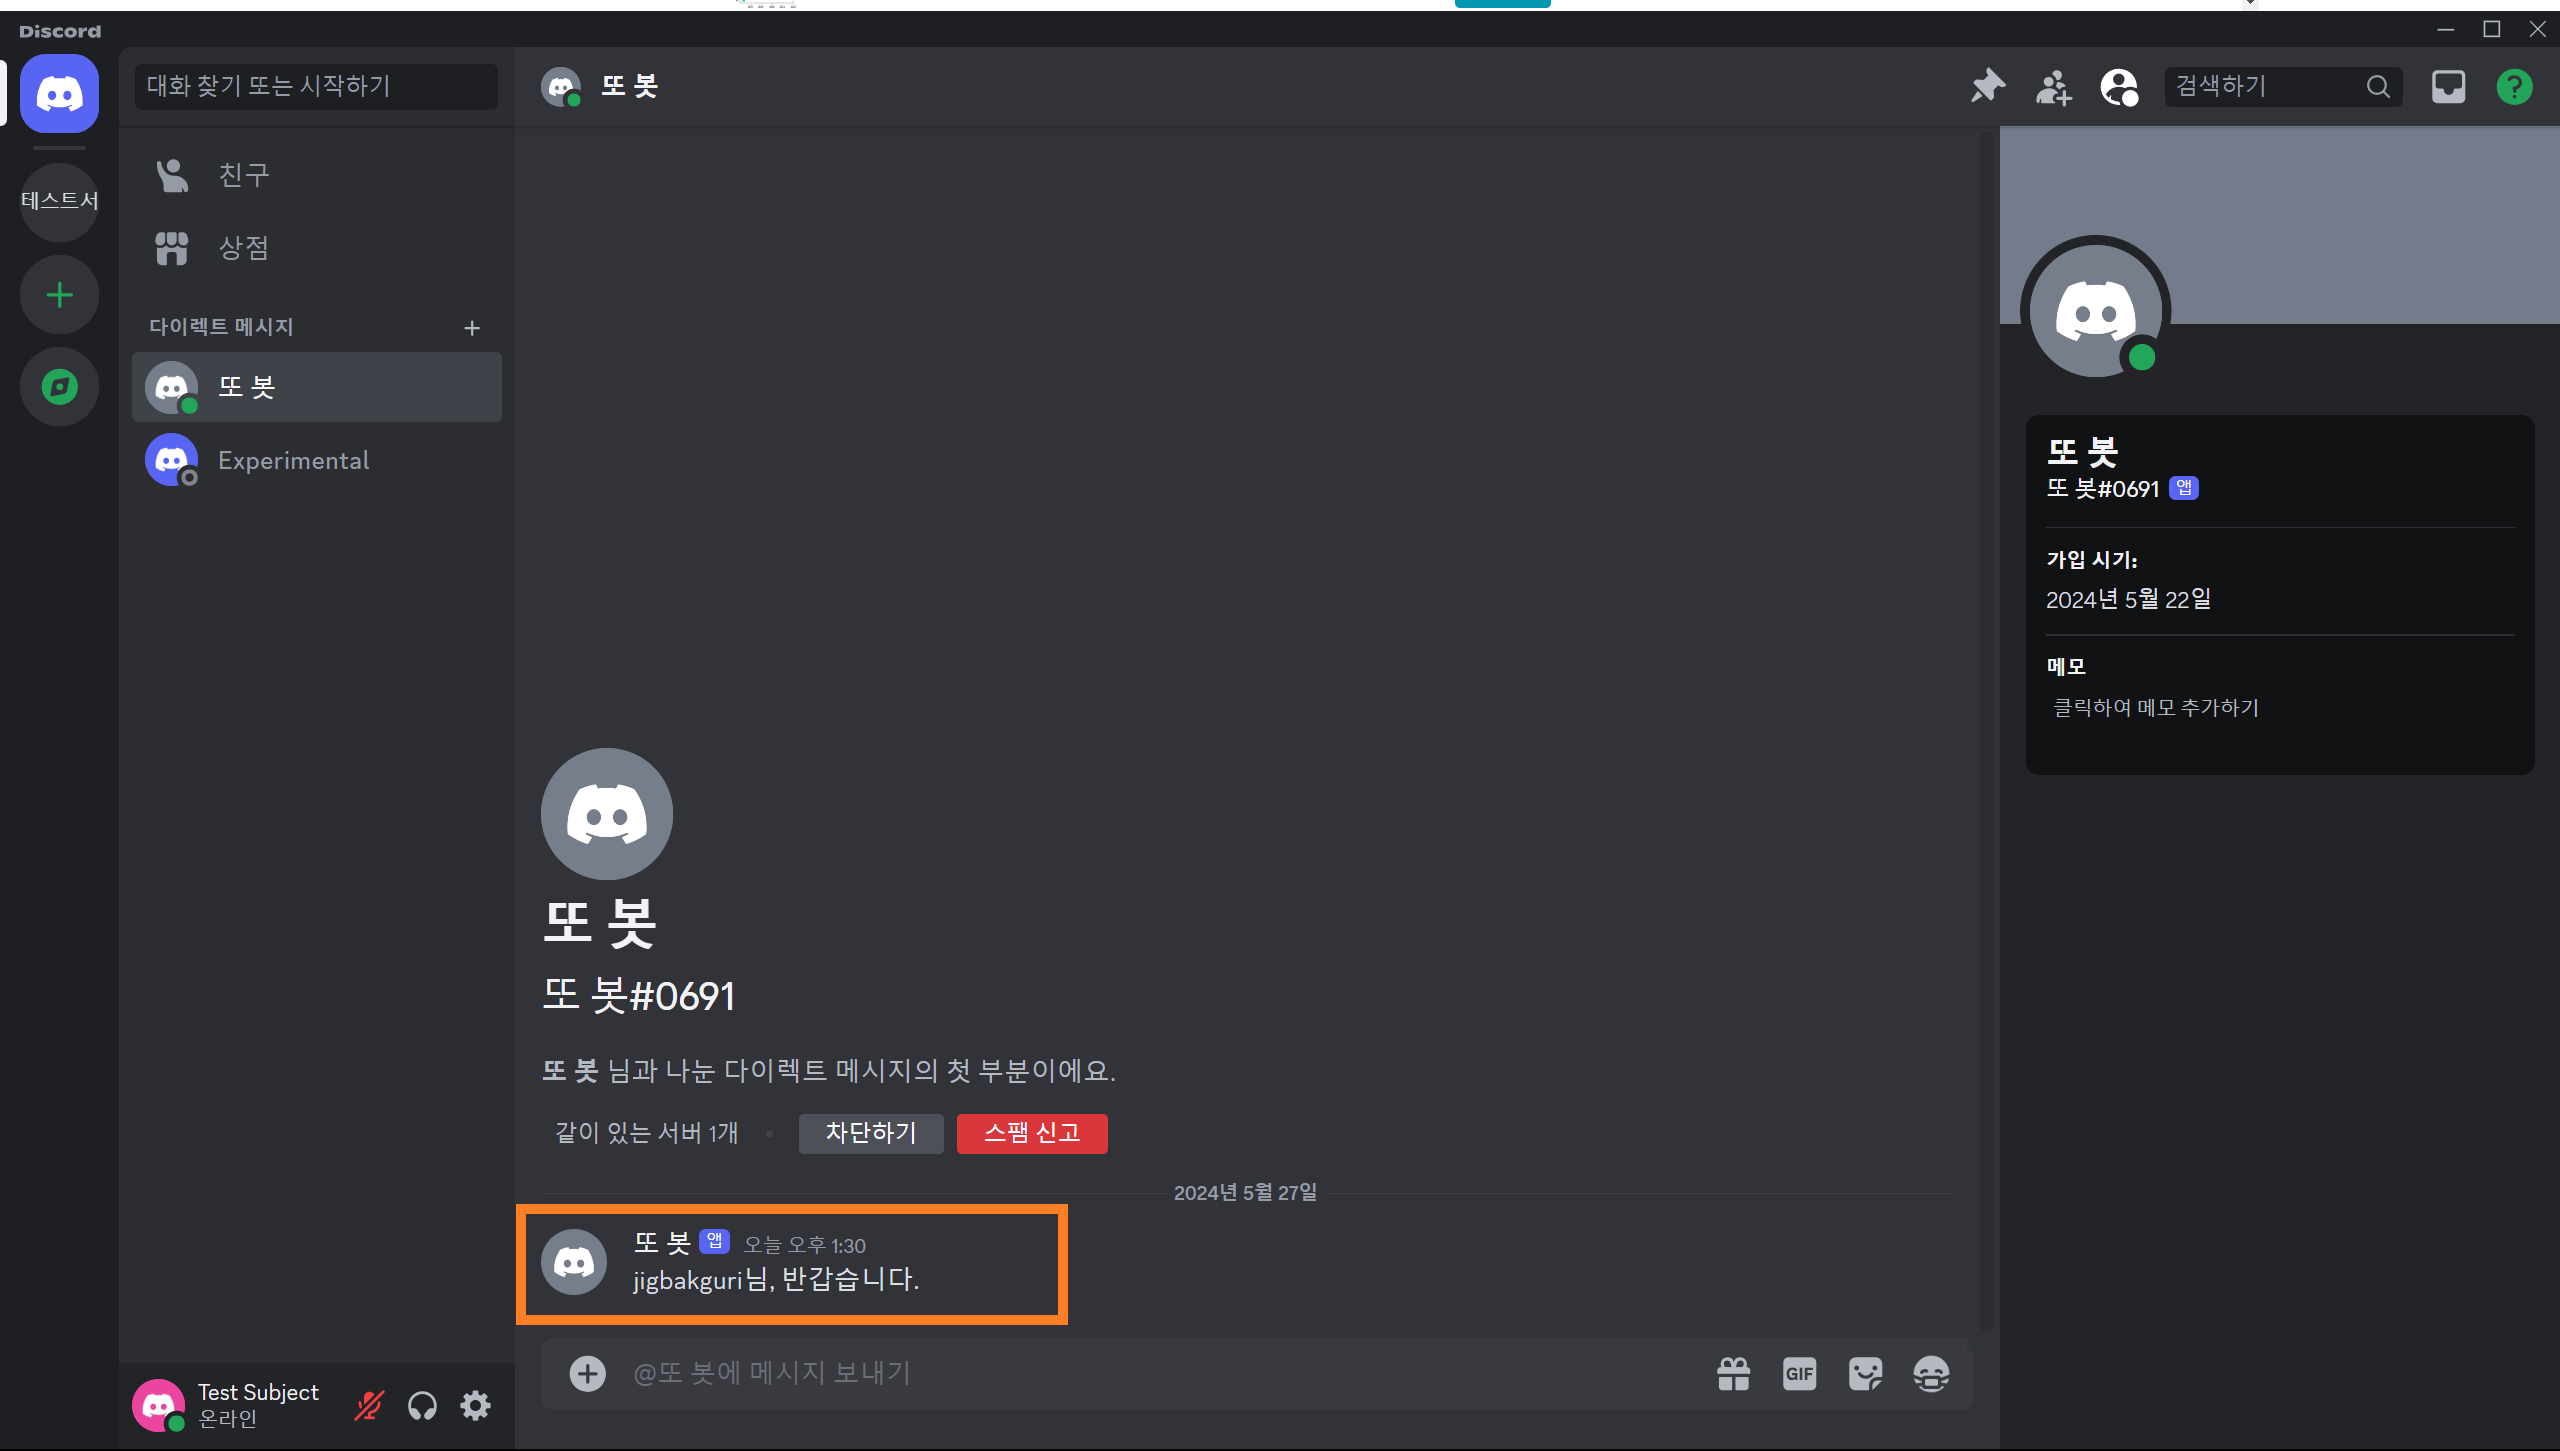 Discord
대화 찾기 또는 시작하기
또 봇
검색하기
테스트서
친구
상점
다이렉트 메시지
또 봇
Experimental
또 봇
또 봇#0691 앱
가입 시기:
2024년 5월 22일
메모
클릭하여 메모 추가하기
또 봇
또 봇#0691
또 봇 님과 나눈 다이렉트 메시지의 첫 부분이에요.
같이 있는 서버 1개 • 차단하기 스팸 신고
2024년 5월 27일
또 봇 앱 오늘 오후 1:30
jigbakguri님, 반갑습니다.
@또 봇에 메시지 보내기
GIF
Test Subject
온라인